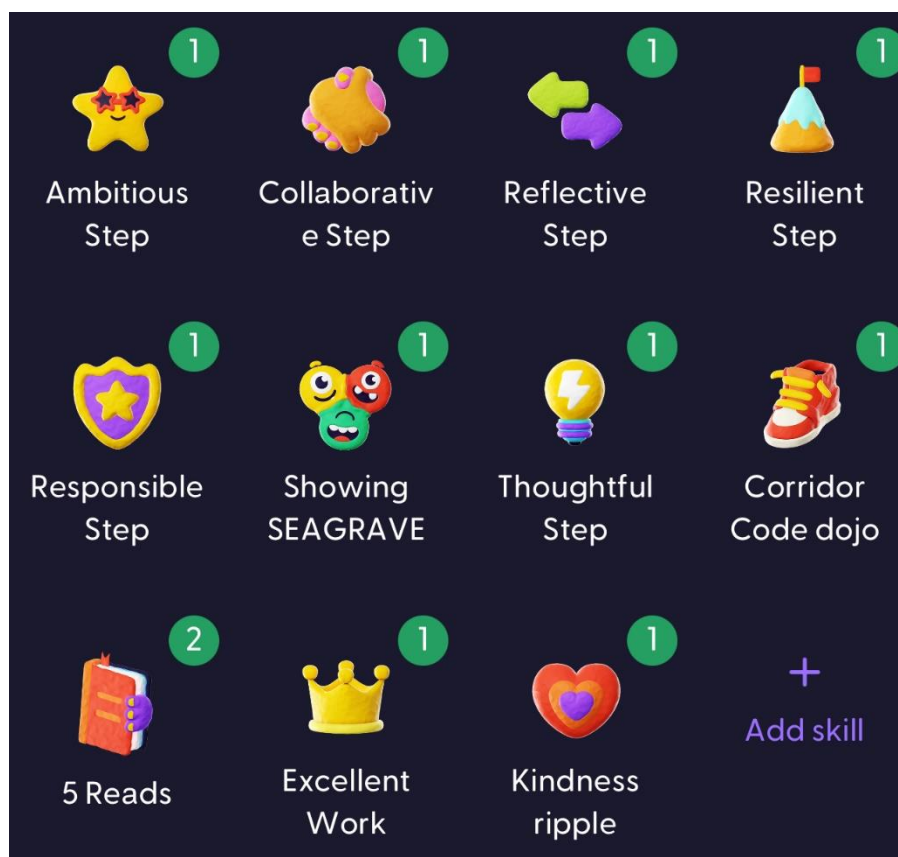 1
Ambitious
Step
1
Collaborativ
e Step
1
Reflective
Step
1
Resilient
Step
1
Responsible
Step
1
Showing
SEAGRAVE
1
Thoughtful
Step
1
Corridor
Code dojo
2
5 Reads
1
Excellent
Work
1
Kindness
ripple
+
Add skill